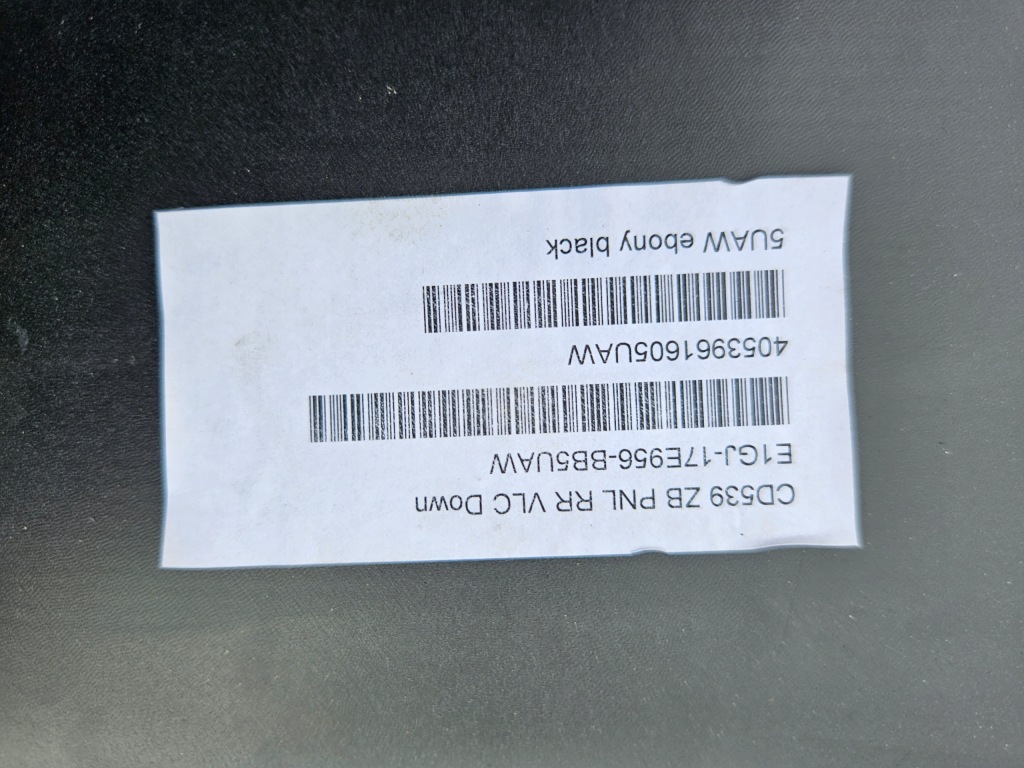 CD539 ZB PNL RR VLC Down
E1GJ-17E956-BB5UAW
4053961605UAW
5UAW ebony black